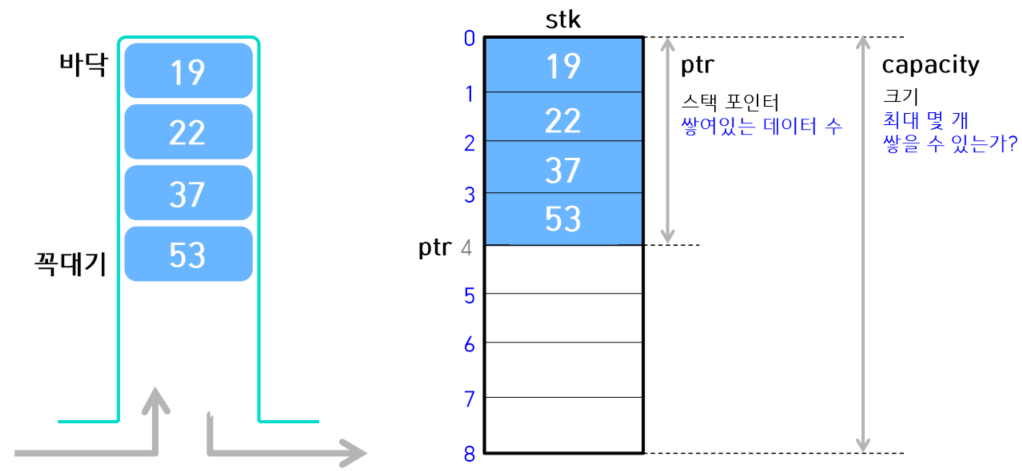 바닥
19
22
37
꼭대기
53
stk
0
19
1
22
2
37
3
53
ptr 4
5
6
7
8
ptr
스택 포인터
쌓여있는 데이터 수
capacity
크기
최대 몇 개
쌓을 수 있는가?